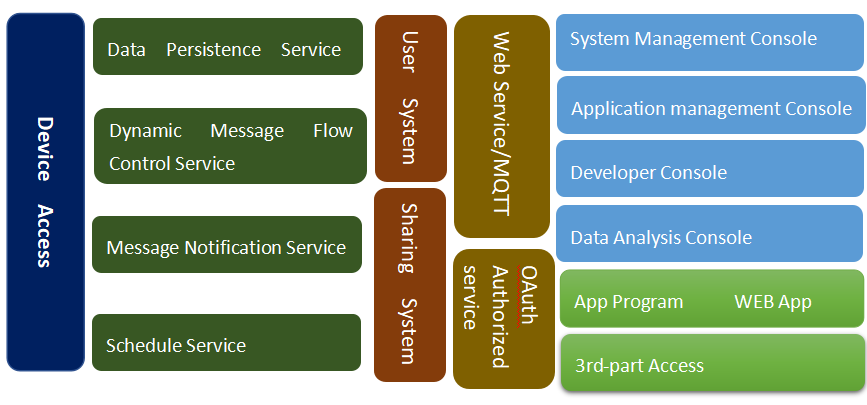 Device Access
Data Persistence Service
Dynamic Message Flow
Control Service
Message Notification Service
Schedule Service
User System
Sharing System
Web Service/MQTT
OAuth
Authorized
service
System Management Console
Application management Console
Developer Console
Data Analysis Console
App Program WEB App
3rd-part Access